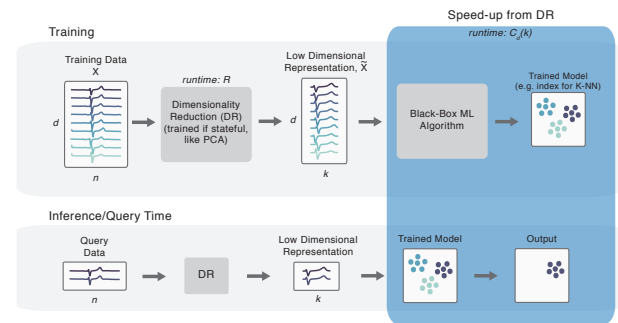 Speed-up from DR
runtime: C_d(k)
Training
Training Data
X
d
n
runtime: R
Dimensionality
Reduction (DR)
(trained if stateful,
like PCA)
Low Dimensional
Representation, X̃
d
k
Black-Box ML
Algorithm
Trained Model
(e.g. index for K-NN)
Inference/Query Time
Query
Data
n
DR
Low Dimensional
Representation
k
Trained Model
Output